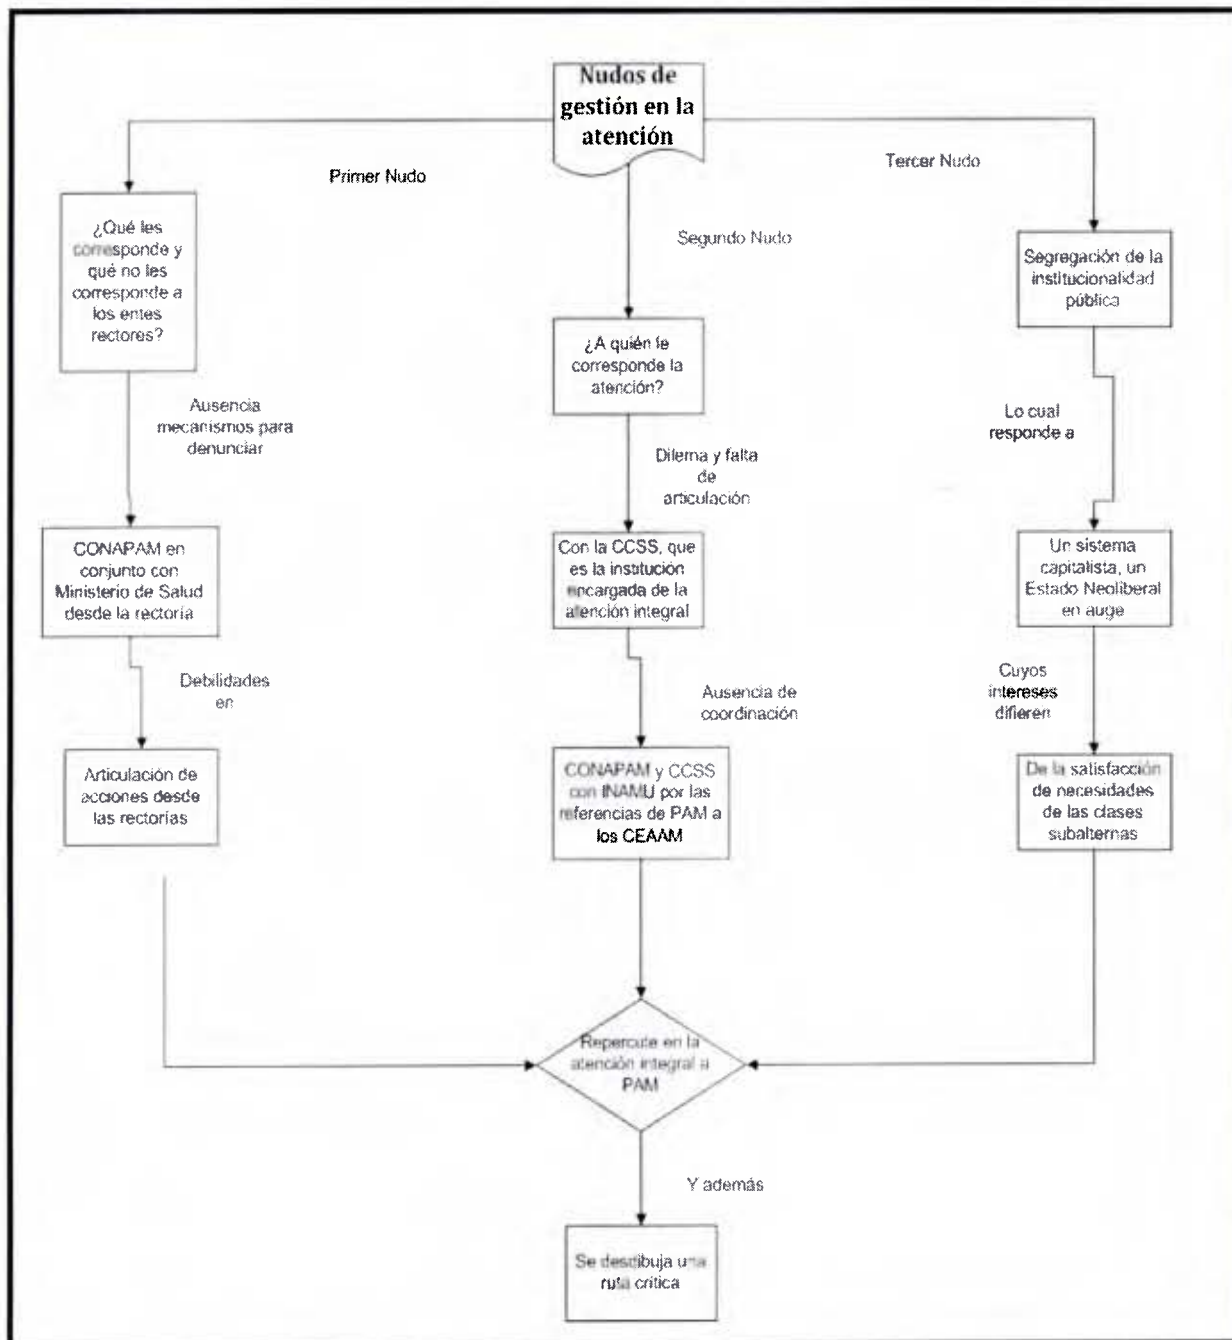 Nudos de
gestión en la
atención
Primer Nudo
¿Qué les
corresponde y
qué no les
corresponde a
los entes
rectores?
Ausencia
mecanismos para
denunciar
CONAPAM en
conjunto con
Ministerio de Salud
desde la rectoría
Debilidades
en
Articulación de
acciones desde
las rectorías
Segundo Nudo
¿A quién le
corresponde la
atención?
Dilema y falta
de
articulación
Con la CCSS, que
es la institución
encargada de la
atención integral
Ausencia de
coordinación
CONAPAM y CCSS
con INAMU por las
referencias de PAM a
los CEAAM
Tercer Nudo
Segregación de la
institucionalidad
pública
Lo cual
responde a
Un sistema
capitalista, un
Estado Neoliberal
en auge
Cuyos
intereses
difieren
De la satisfacción
de necesidades
de las clases
subalternas
Repercute en la
atención integral a
PAM
Y además
Se desdibuja una
ruta crítica